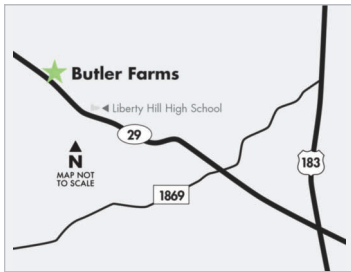 Butler Farms
Liberty Hill High School
29
N
MAP NOT
TO SCALE
183
1869